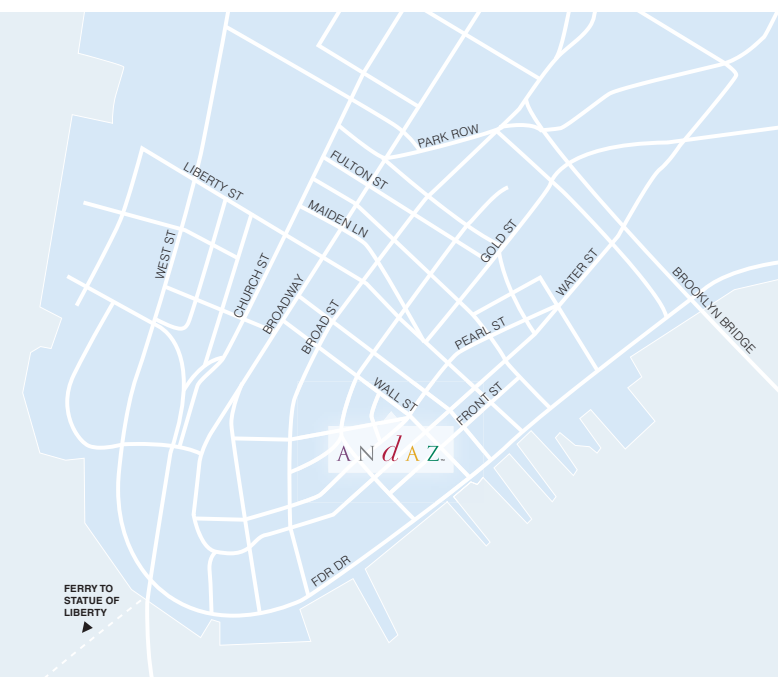 PARK ROW
FULTON ST
LIBERTY ST
MAIDEN LN
GOLD ST
WEST ST
CHURCH ST
BROADWAY
BROAD ST
WATER ST
BROOKLYN BRIDGE
PEARL ST
WALL ST
FRONT ST
ANdAZ™
FDR DR
FERRY TO
STATUE OF
LIBERTY